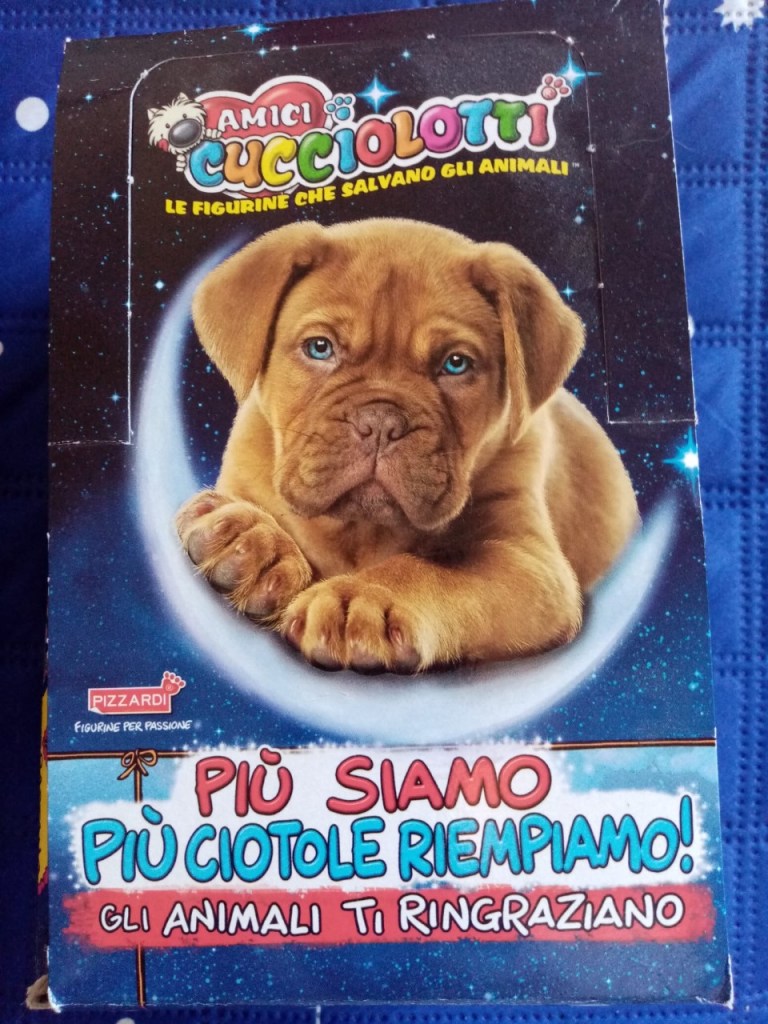 AMICI
CUCCIOLOTTI
LE FIGURINE CHE SALVANO GLI ANIMALI™
PIZZARDI
FIGURINE PER PASSIONE
PIÙ SIAMO
PIÙ CIOTOLE RIEMPIAMO!
GLI ANIMALI TI RINGRAZIANO